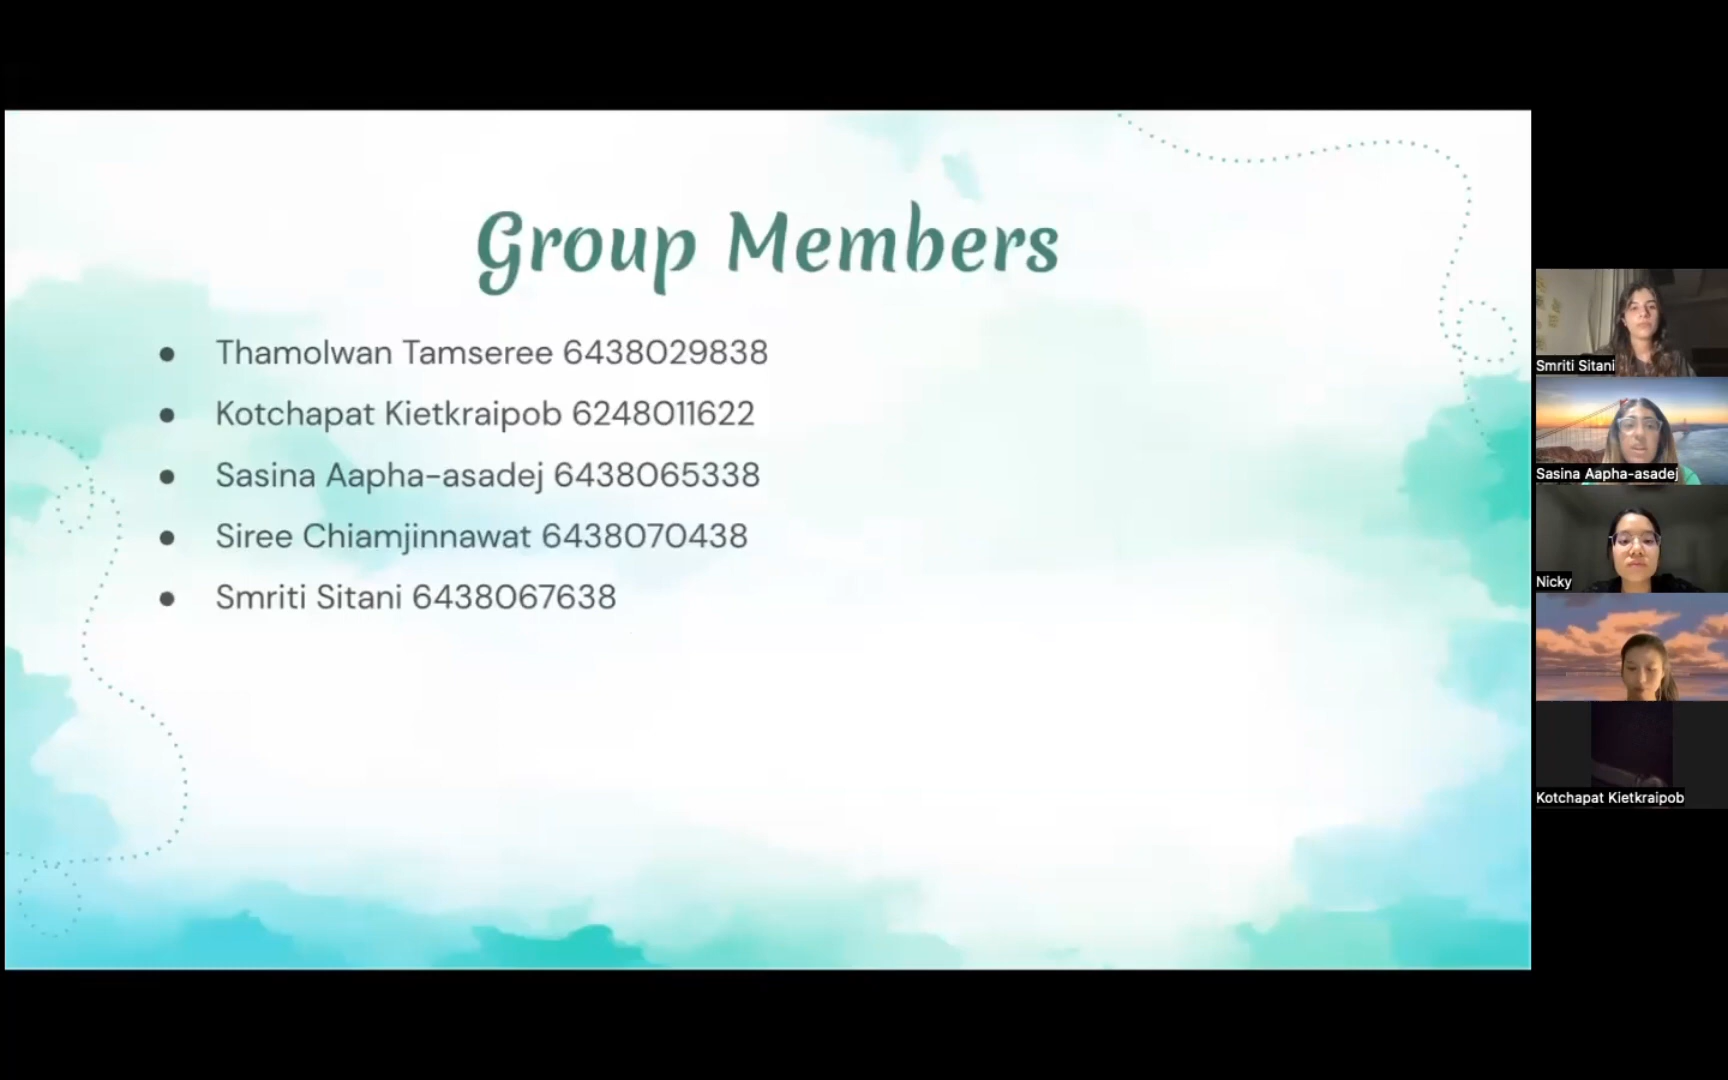 Group Members
Thamolwan Tamseree 6438029838
Kotchapat Kietkraipob 6248011622
Sasina Aapha-asadej 6438065338
Siree Chiamjinnawat 6438070438
Smriti Sitani 6438067638
Smriti Sitani
Sasina Aapha-asadej
Nicky
Kotchapat Kietkraipob